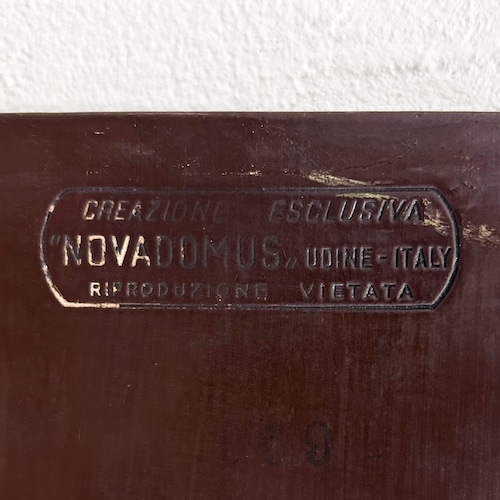 CREAZIONE ESCLUSIVA
"NOVADOMUS„ UDINE-ITALY
RIPRODUZIONE VIETATA